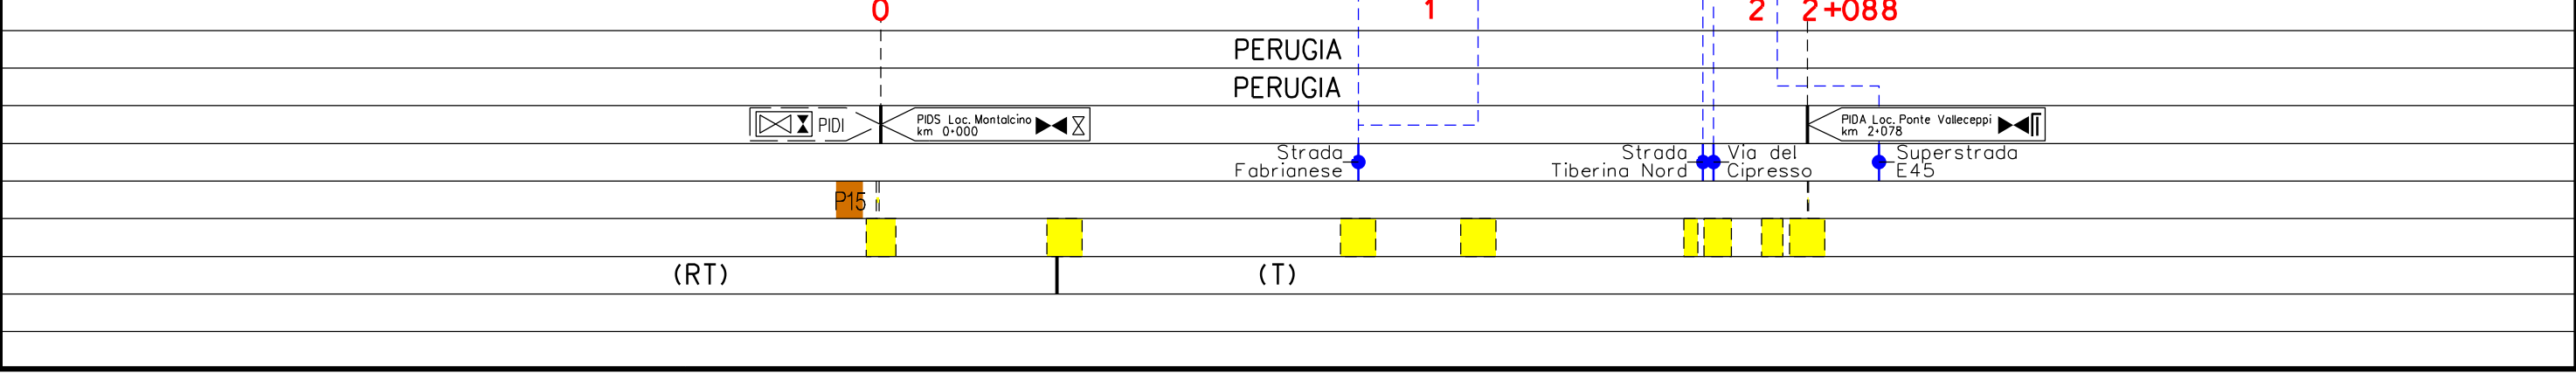 0 1 2 2+088
PERUGIA
PERUGIA
PIDI
PIDS Loc. Montalcino
km 0+000
PIDA Loc. Ponte Valleceppi
km 2+078
Strada
Fabrianese
Strada
Tiberina Nord
Via del
Cipresso
Superstrada
E45
P15
(RT) (T)